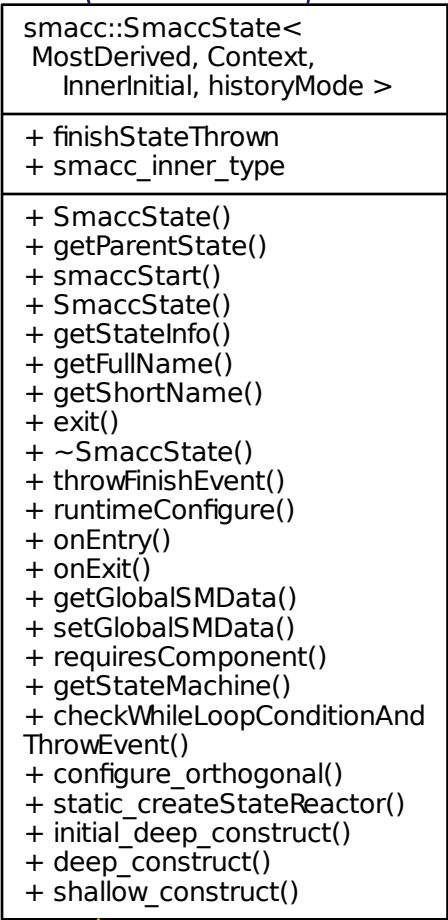 smacc::SmaccState<
MostDerived, Context,
InnerInitial, historyMode >
+ finishStateThrown
+ smacc_inner_type
+ SmaccState()
+ getParentState()
+ smaccStart()
+ SmaccState()
+ getStateInfo()
+ getFullName()
+ getShortName()
+ exit()
+ ~SmaccState()
+ throwFinishEvent()
+ runtimeConfigure()
+ onEntry()
+ onExit()
+ getGlobalSMData()
+ setGlobalSMData()
+ requiresComponent()
+ getStateMachine()
+ checkWhileLoopConditionAnd
ThrowEvent()
+ configure_orthogonal()
+ static_createStateReactor()
+ initial_deep_construct()
+ deep_construct()
+ shallow_construct()